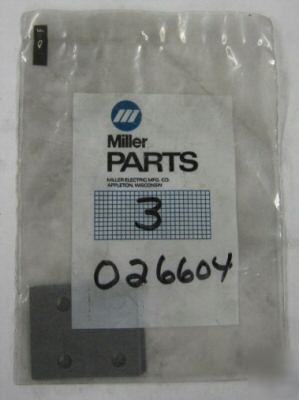 Miller
PARTS
MILLER ELECTRIC MFG. CO.
APPLETON, WISCONSIN
3
026604